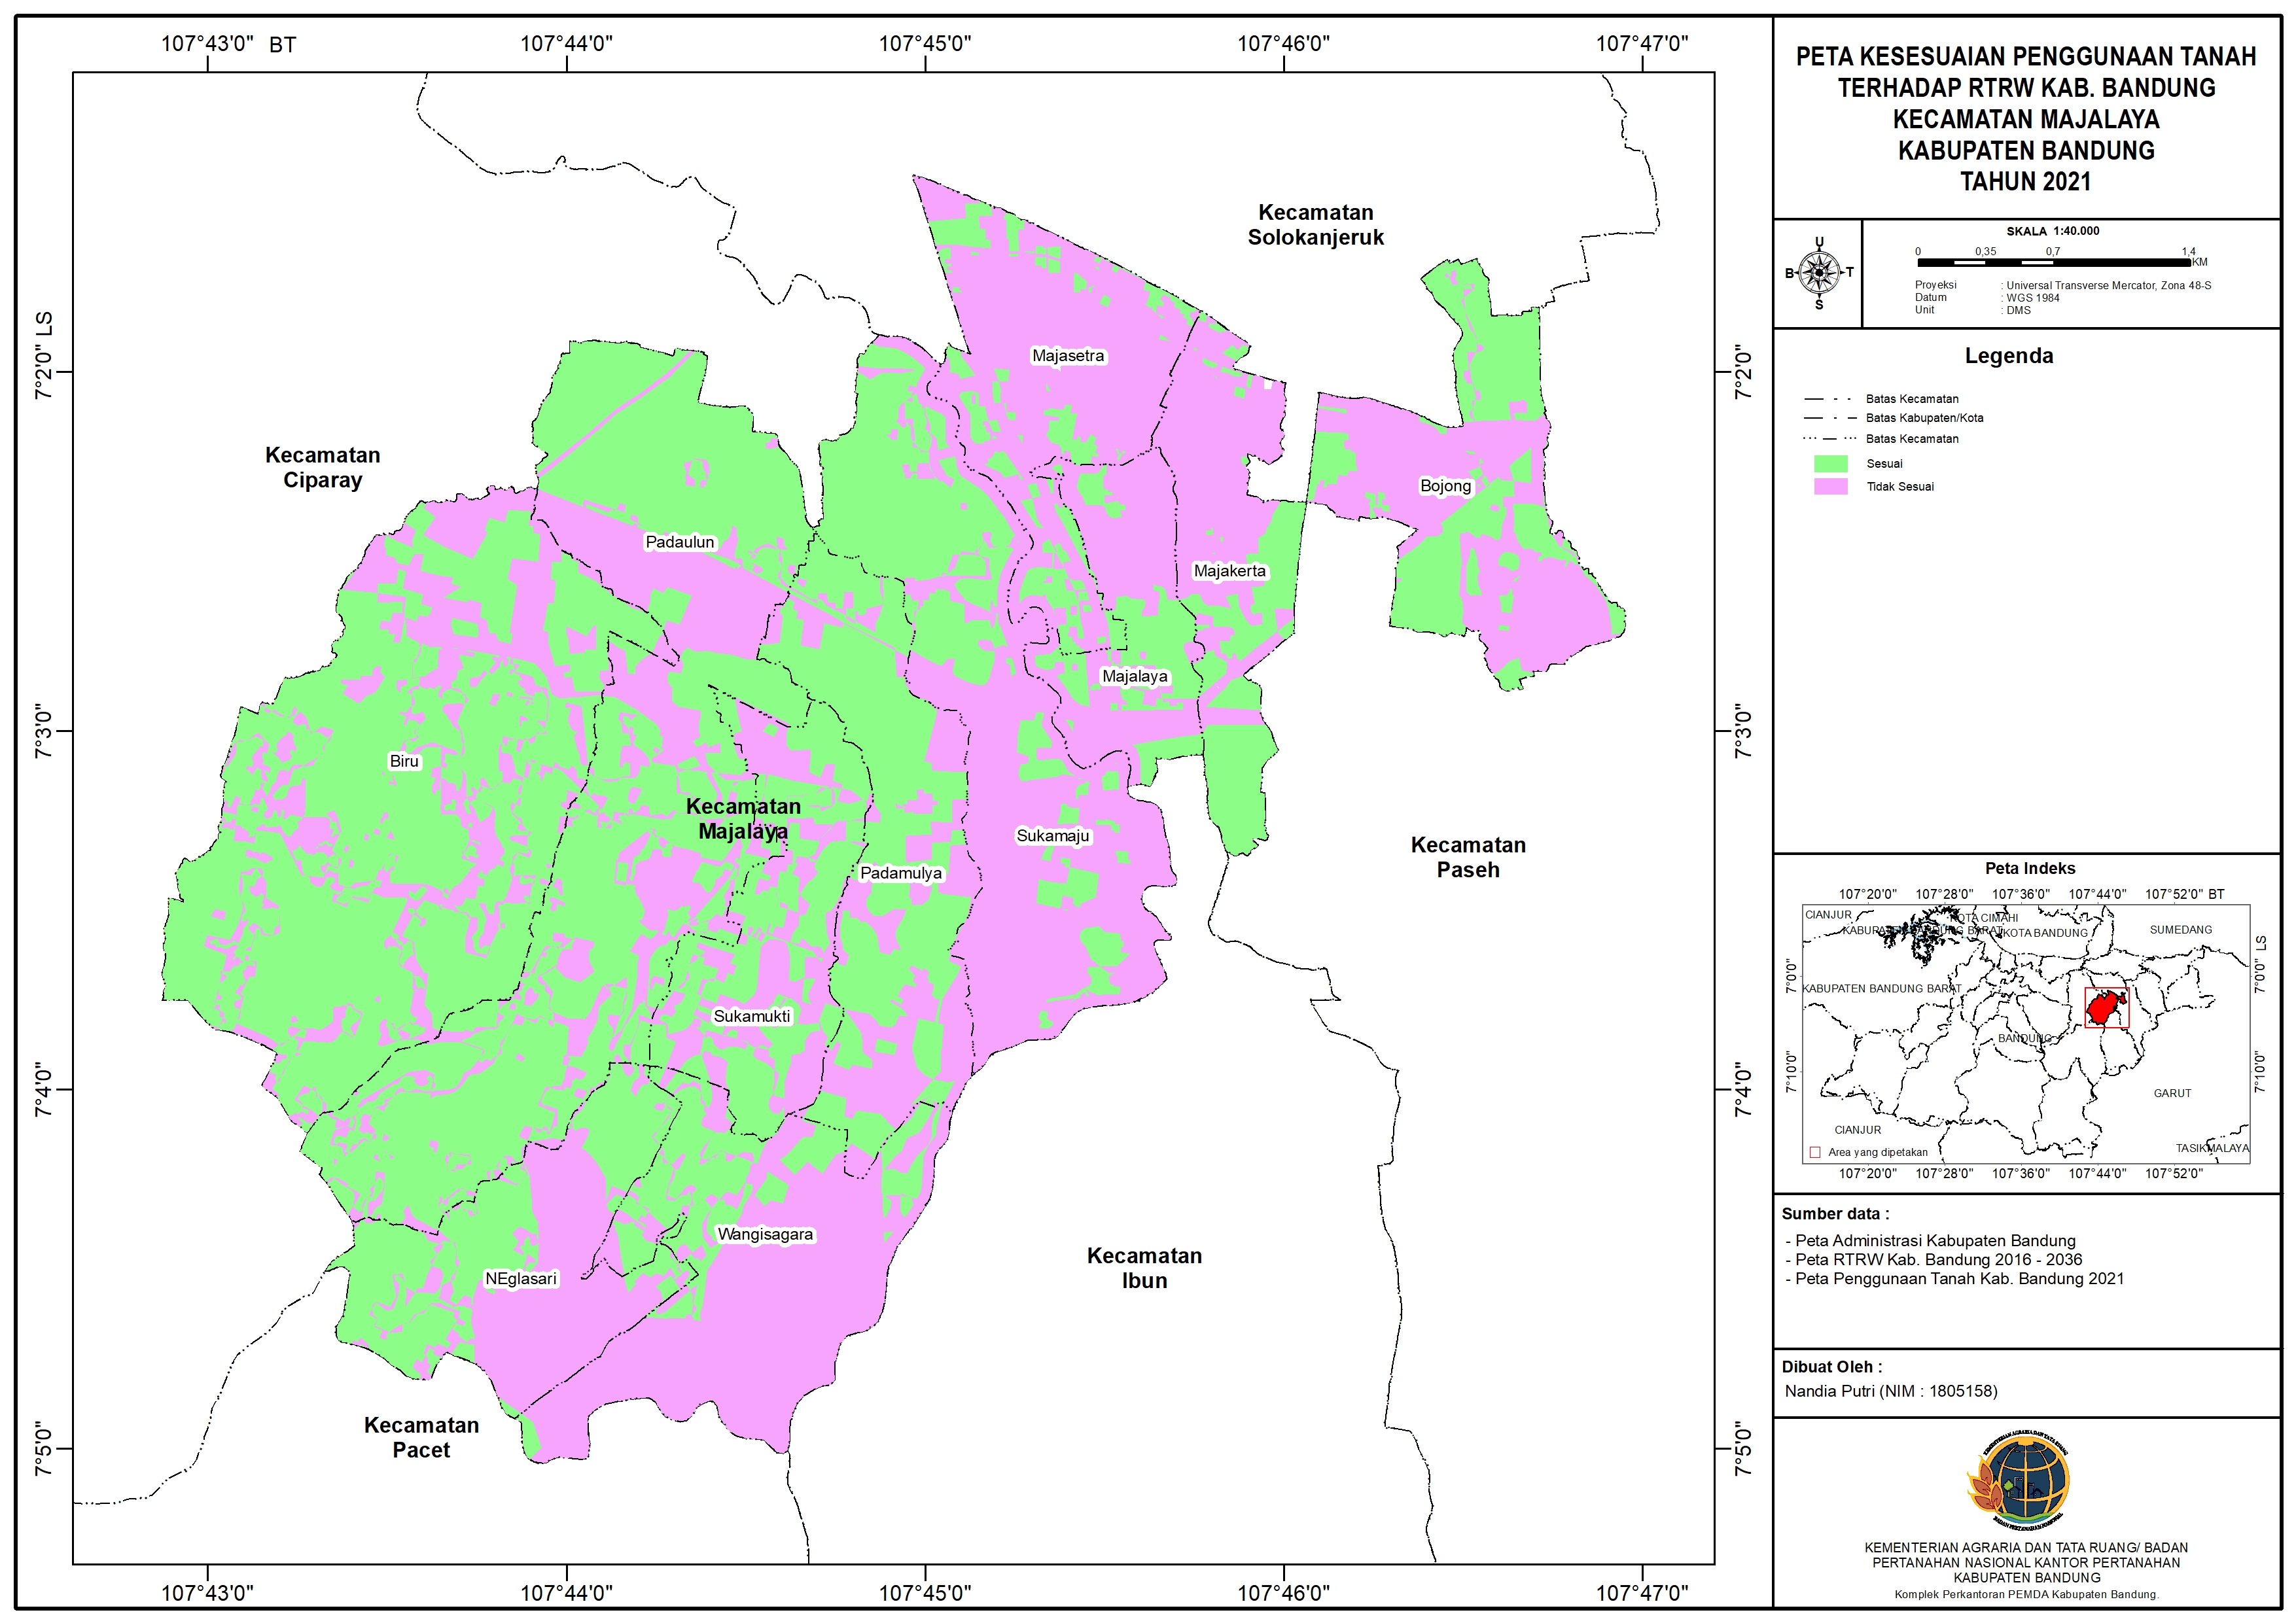 107°43'0" BT
107°44'0"
107°45'0"
107°46'0"
107°47'0"
7°2'0" LS
7°3'0"
7°4'0"
7°5'0"
Kecamatan
Solokanjeruk
Majasetra
Kecamatan
Ciparay
Bojong
Padaulun
Majakerta
Majalaya
Biru
Kecamatan
Majalaya
Sukamaju
Kecamatan
Paseh
Padamulya
Sukamukti
Wangisagara
Kecamatan
Ibun
NEglasari
Kecamatan
Pacet
7°2'0"
7°3'0"
7°4'0"
7°5'0"
107°43'0"
107°44'0"
107°45'0"
107°46'0"
107°47'0"
PETA KESESUAIAN PENGGUNAAN TANAH
TERHADAP RTRW KAB. BANDUNG
KECAMATAN MAJALAYA
KABUPATEN BANDUNG
TAHUN 2021
U
B
T
S
SKALA 1:40.000
0 0,35 0,7 1,4
KM
Proyeksi : Universal Transverse Mercator, Zona 48-S
Datum : WGS 1984
Unit : DMS
Legenda
Batas Kecamatan
Batas Kabupaten/Kota
Batas Kecamatan
Sesuai
Tidak Sesuai
Peta Indeks
107°20'0" 107°28'0" 107°36'0" 107°44'0" 107°52'0" BT
CIANJUR
KOTA CIMAHI
KABUPATEN BANDUNG BARAT
KOTA BANDUNG
SUMEDANG
7°0'0"
7°0'0" LS
KABUPATEN BANDUNG BARAT
BANDUNG
7°10'0"
7°10'0"
GARUT
CIANJUR
TASIKMALAYA
Area yang dipetakan
107°20'0" 107°28'0" 107°36'0" 107°44'0" 107°52'0"
Sumber data :
- Peta Administrasi Kabupaten Bandung
- Peta RTRW Kab. Bandung 2016 - 2036
- Peta Penggunaan Tanah Kab. Bandung 2021
Dibuat Oleh :
Nandia Putri (NIM : 1805158)
KEMENTERIAN AGRARIA DAN TATA RUANG
BADAN PERTANAHAN NASIONAL
KEMENTERIAN AGRARIA DAN TATA RUANG/ BADAN
PERTANAHAN NASIONAL KANTOR PERTANAHAN
KABUPATEN BANDUNG
Komplek Perkantoran PEMDA Kabupaten Bandung.